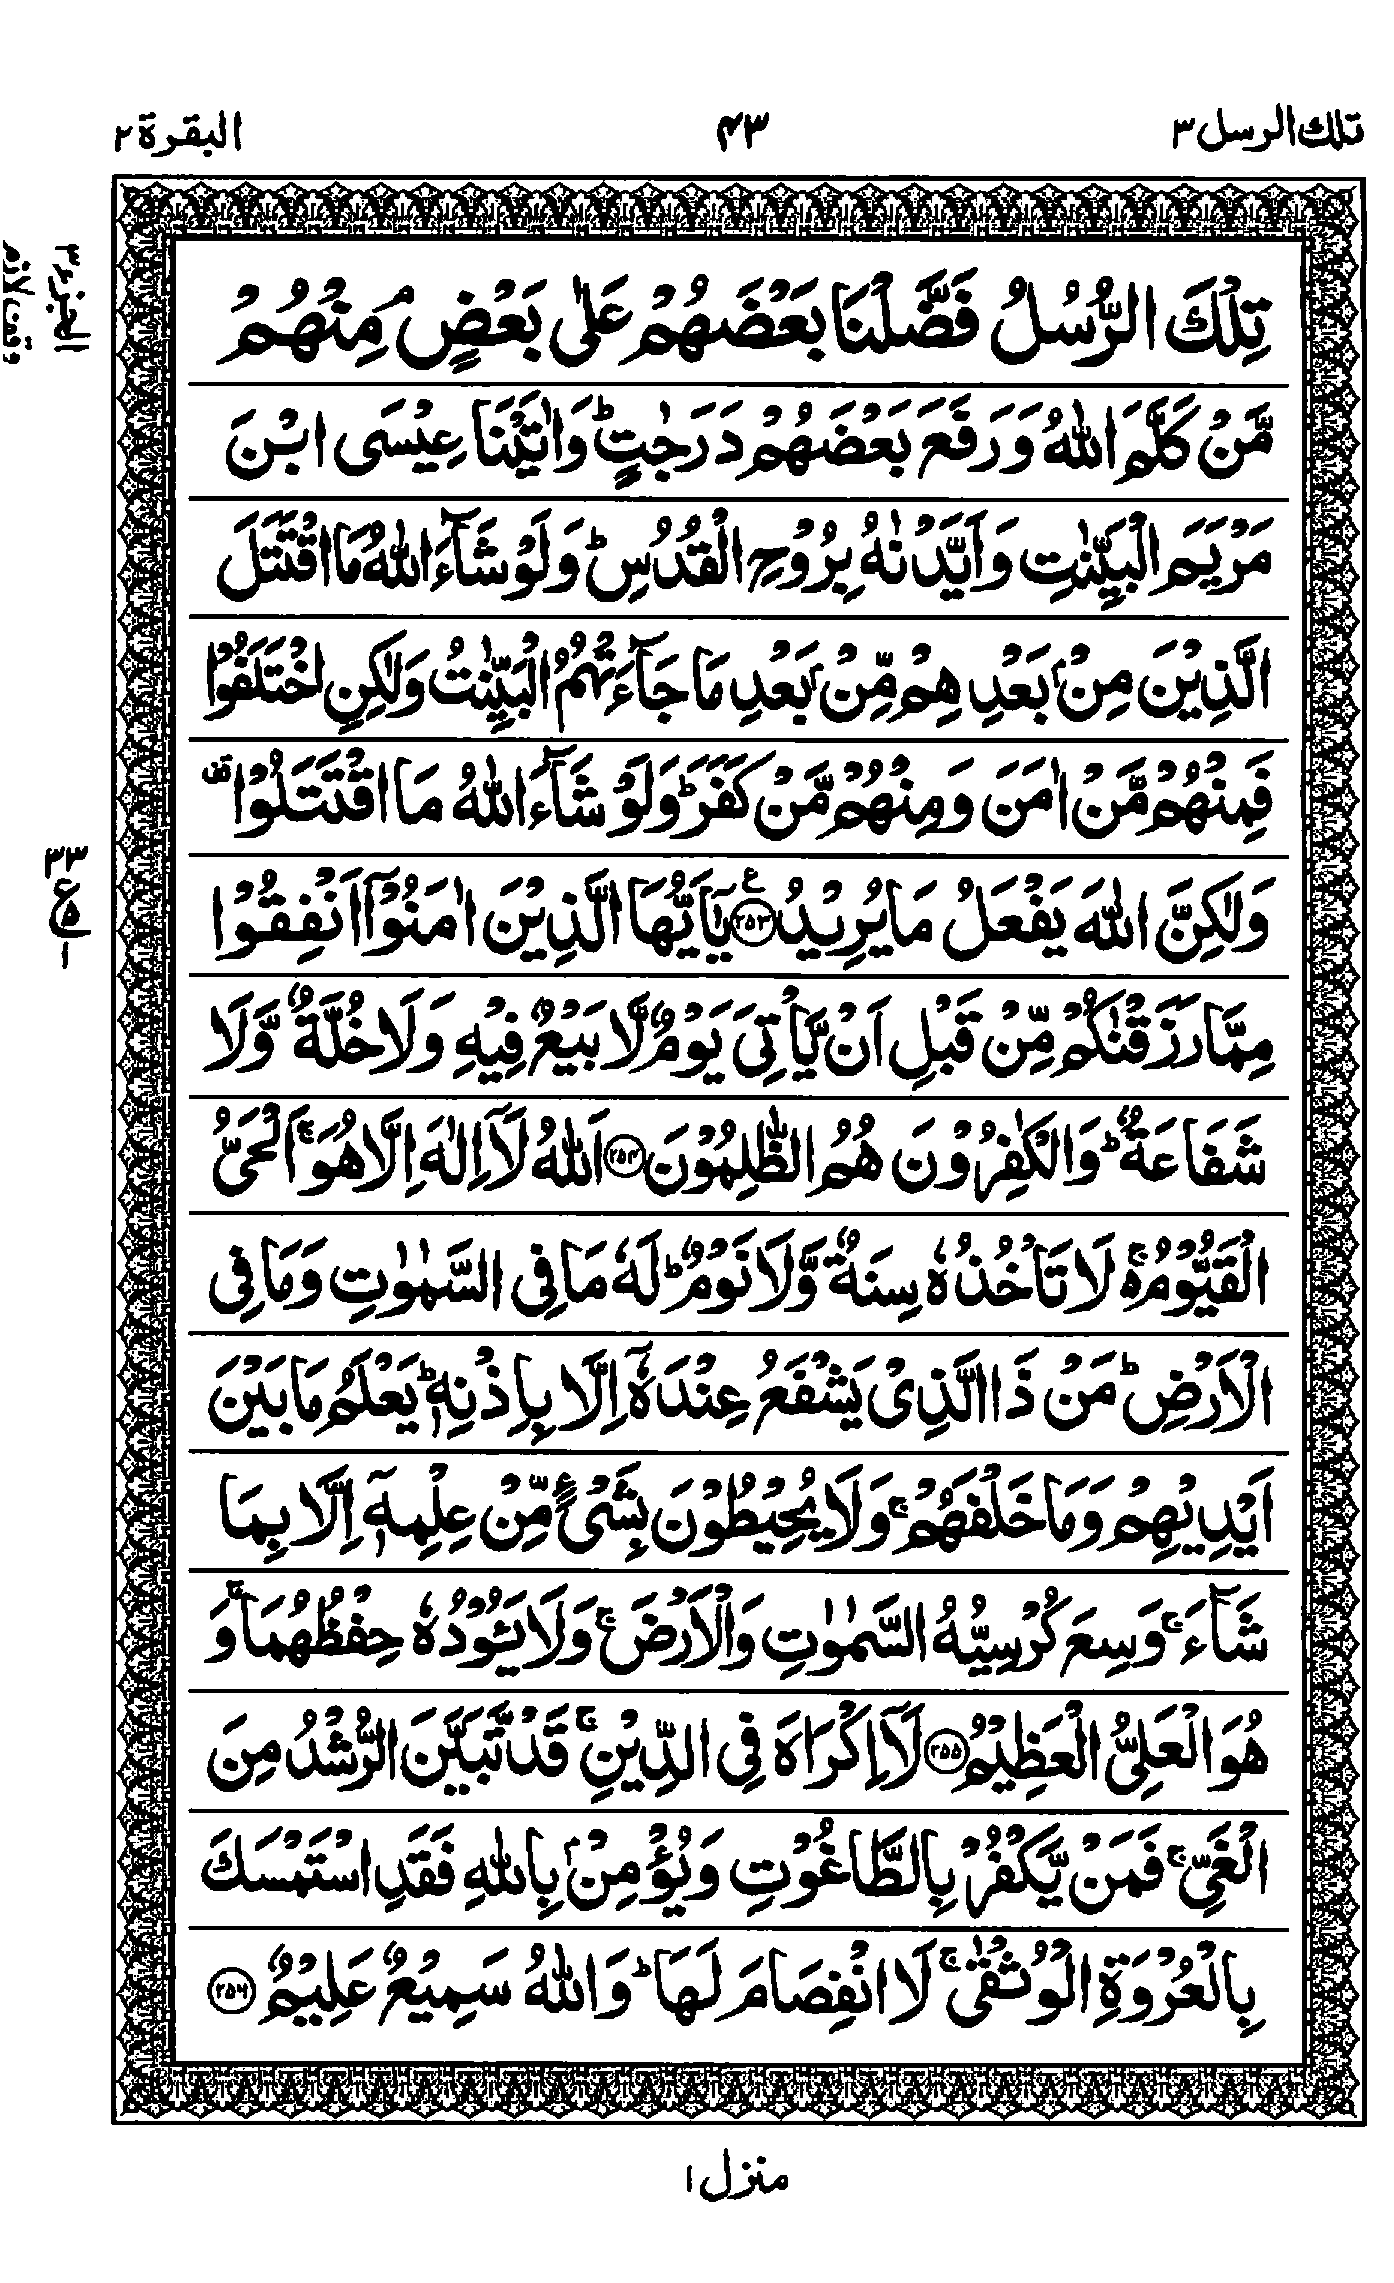 تلك الرسل ٣
٤٣
البقرة ٢
الجزء ٣
وقف لازم
تِلْكَ الرُّسُلُ فَضَّلْنَا بَعْضَهُمْ عَلٰى بَعْضٍۘ مِنْهُمْ
مَّنْ كَلَّمَ اللّٰهُ وَرَفَعَ بَعْضَهُمْ دَرَجٰتٍؕ وَاٰتَيْنَا عِيْسَى ابْنَ
مَرْيَمَ الْبَيِّنٰتِ وَاَيَّدْنٰهُ بِرُوْحِ الْقُدُسِؕ وَلَوْ شَآءَ اللّٰهُ مَا اقْتَتَلَ
الَّذِيْنَ مِنْۢ بَعْدِهِمْ مِّنْۢ بَعْدِ مَا جَآءَتْهُمُ الْبَيِّنٰتُ وَلٰكِنِ اخْتَلَفُوْا
فَمِنْهُمْ مَّنْ اٰمَنَ وَمِنْهُمْ مَّنْ كَفَرَؕ وَلَوْ شَآءَ اللّٰهُ مَا اقْتَتَلُوْا۫
وَلٰكِنَّ اللّٰهَ يَفْعَلُ مَا يُرِيْدُ ﴿٢٥٣﴾ ع يٰۤاَيُّهَا الَّذِيْنَ اٰمَنُوْۤا اَنْفِقُوْا
٣٣
ع
٥
١
مِمَّا رَزَقْنٰكُمْ مِّنْ قَبْلِ اَنْ يَّاْتِيَ يَوْمٌ لَّا بَيْعٌ فِيْهِ وَلَا خُلَّةٌ وَّلَا
شَفَاعَةٌؕ وَالْكٰفِرُوْنَ هُمُ الظّٰلِمُوْنَ ﴿٢٥٤﴾ اَللّٰهُ لَاۤ اِلٰهَ اِلَّا هُوَۚ اَلْحَيُّ
الْقَيُّوْمُ۬ۚ لَا تَاْخُذُهٗ سِنَةٌ وَّلَا نَوْمٌؕ لَهٗ مَا فِي السَّمٰوٰتِ وَمَا فِي
الْاَرْضِؕ مَنْ ذَا الَّذِيْ يَشْفَعُ عِنْدَهٗۤ اِلَّا بِاِذْنِهٖؕ يَعْلَمُ مَا بَيْنَ
اَيْدِيْهِمْ وَمَا خَلْفَهُمْۚ وَلَا يُحِيْطُوْنَ بِشَيْءٍ مِّنْ عِلْمِهٖۤ اِلَّا بِمَا
شَآءَۚ وَسِعَ كُرْسِيُّهُ السَّمٰوٰتِ وَالْاَرْضَۚ وَلَا يَـُٔوْدُهٗ حِفْظُهُمَاۚ وَ
هُوَ الْعَلِيُّ الْعَظِيْمُ ﴿٢٥٥﴾ لَاۤ اِكْرَاهَ فِي الدِّيْنِۚ قَدْ تَّبَيَّنَ الرُّشْدُ مِنَ
الْغَيِّۚ فَمَنْ يَّكْفُرْ بِالطَّاغُوْتِ وَيُؤْمِنْۢ بِاللّٰهِ فَقَدِ اسْتَمْسَكَ
بِالْعُرْوَةِ الْوُثْقٰىۚ لَا انْفِصَامَ لَهَاؕ وَاللّٰهُ سَمِيْعٌ عَلِيْمٌ ﴿٢٥٦﴾
منزل ١